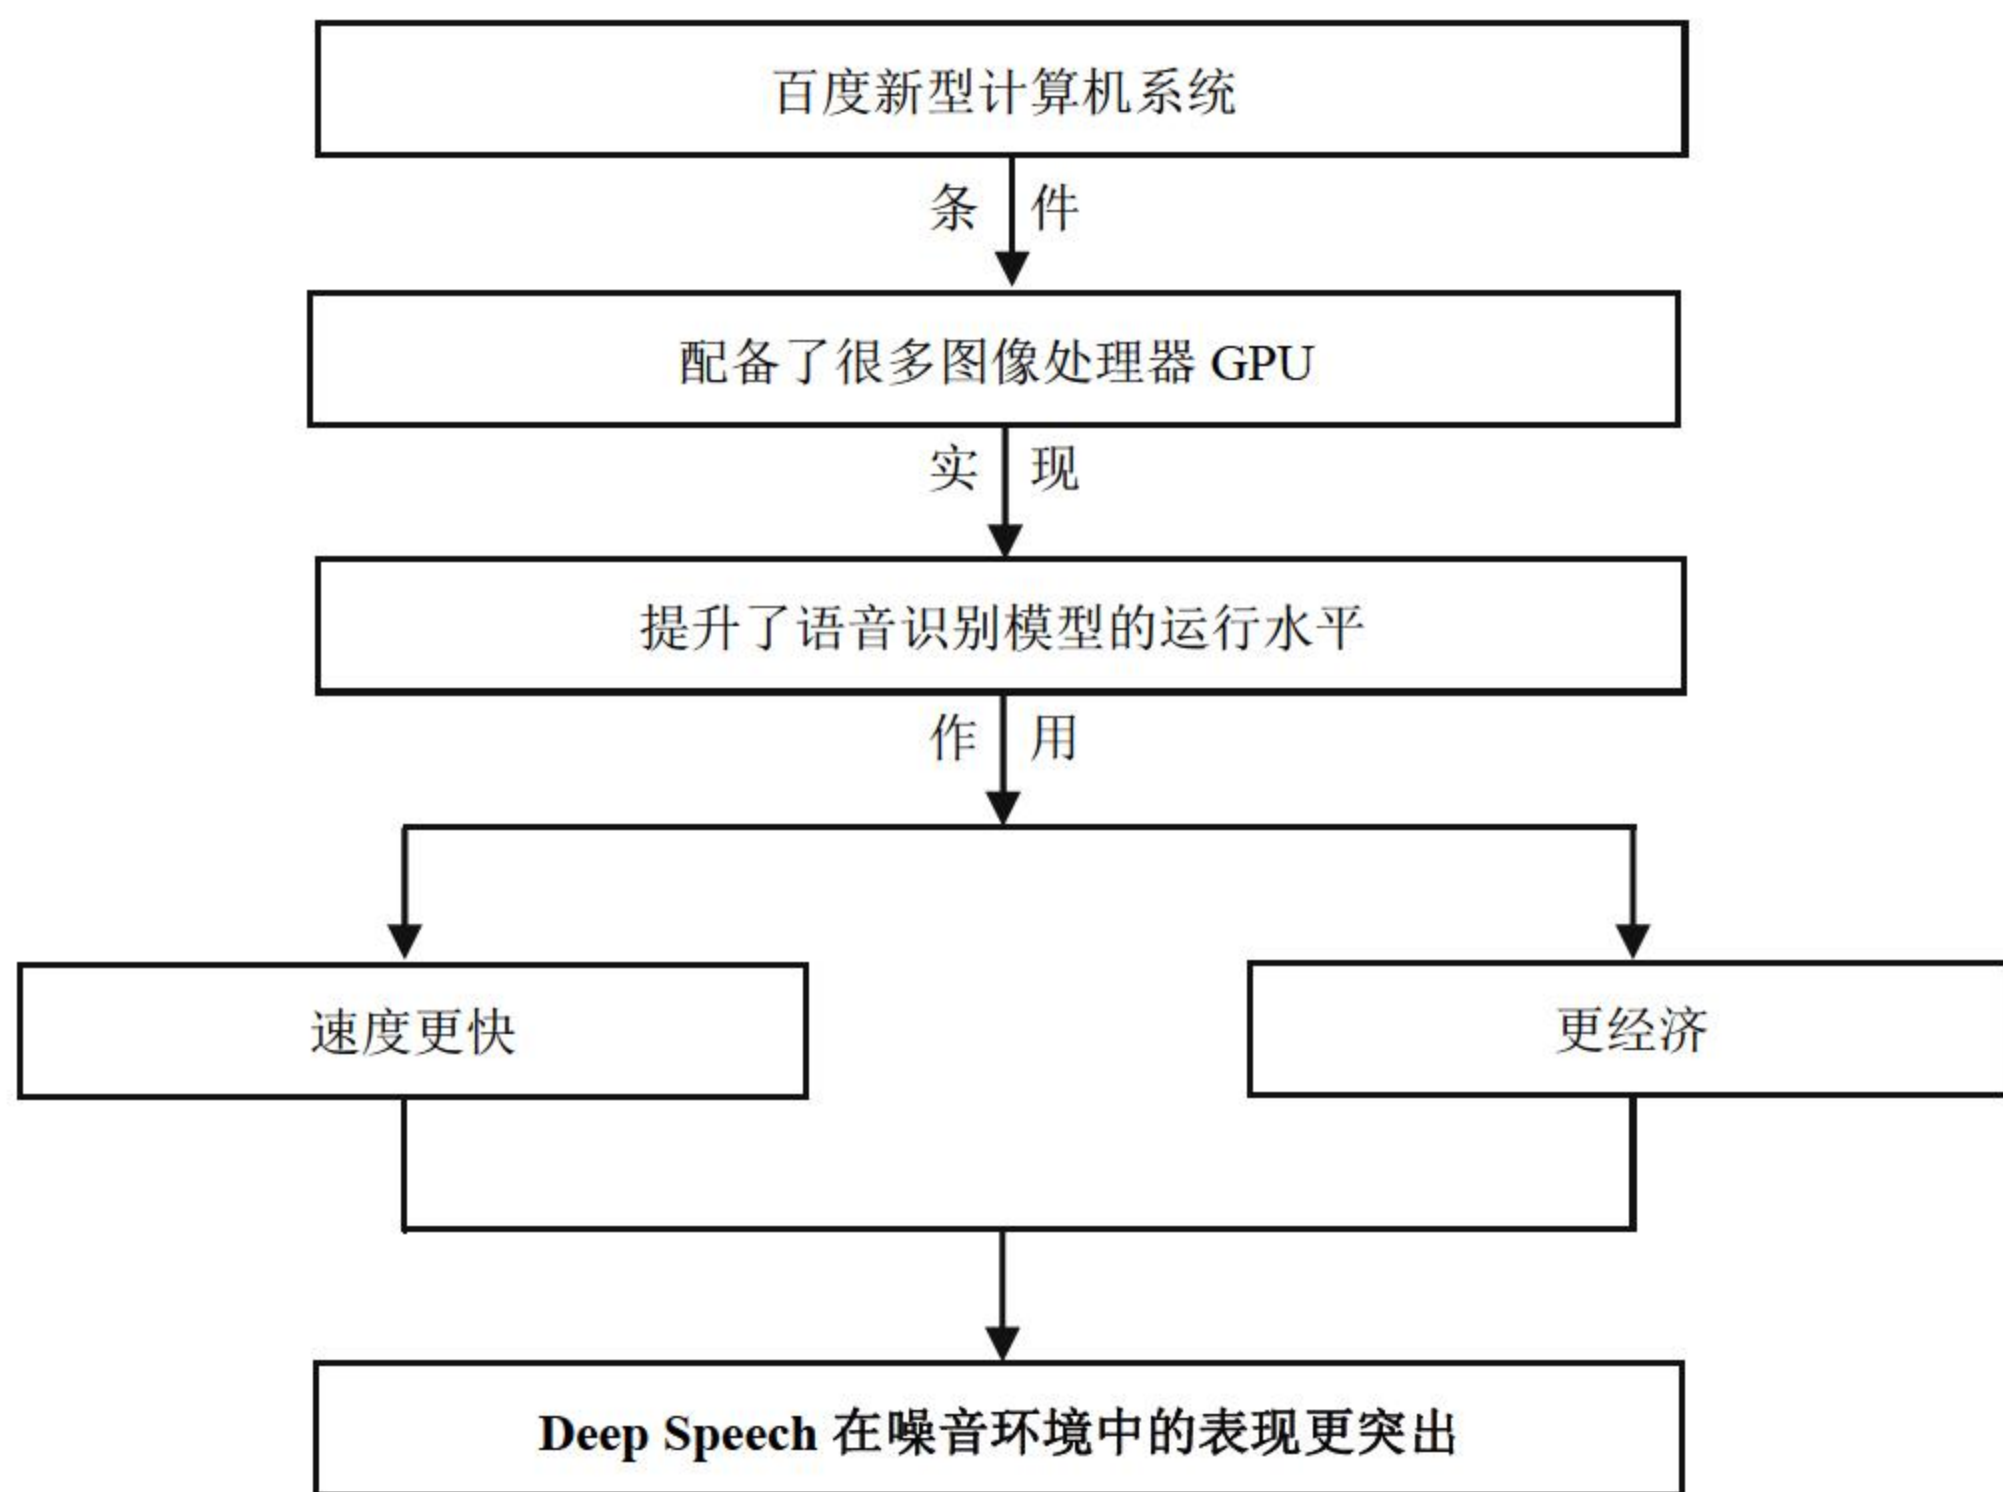 百度新型计算机系统
条件
配备了很多图像处理器 GPU
实现
提升了语音识别模型的运行水平
作用
速度更快
更经济
Deep Speech 在噪音环境中的表现更突出